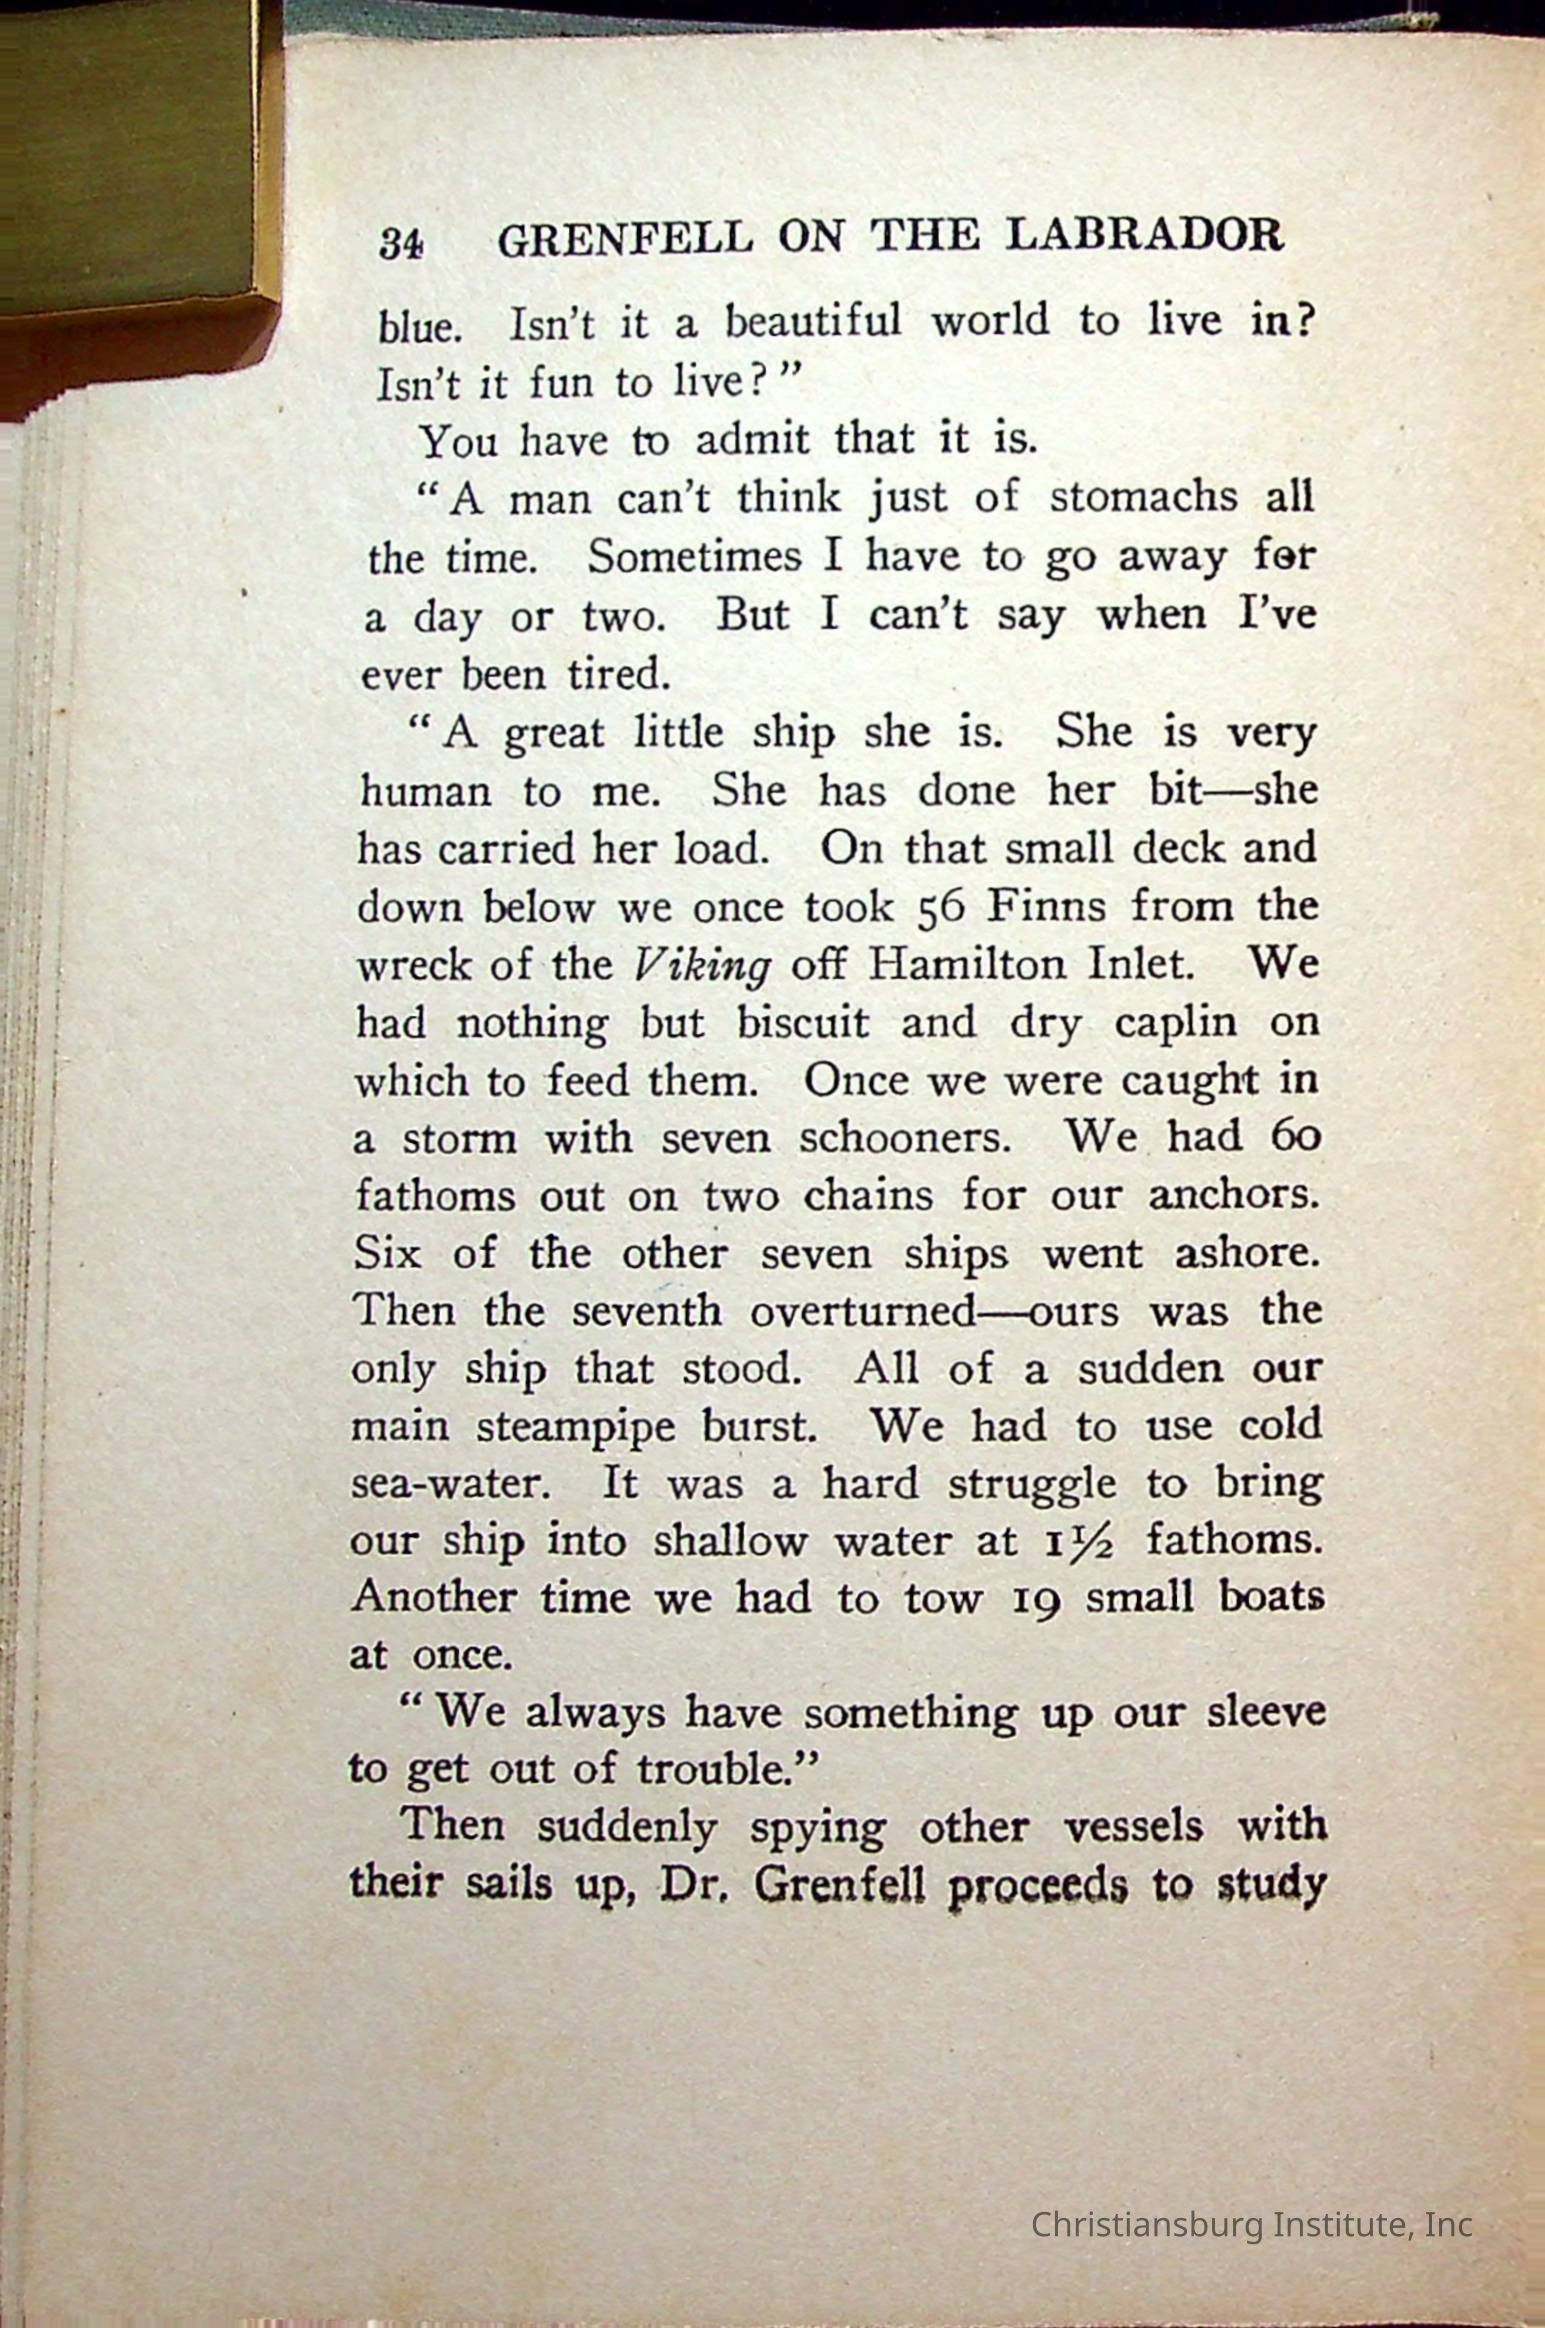 34 GRENFELL ON THE LABRADOR
blue. Isn't it a beautiful world to live in?
Isn't it fun to live?"
You have to admit that it is.
"A man can't think just of stomachs all
the time. Sometimes I have to go away for
a day or two. But I can't say when I've
ever been tired.
"A great little ship she is. She is very
human to me. She has done her bit—she
has carried her load. On that small deck and
down below we once took 56 Finns from the
wreck of the Viking off Hamilton Inlet. We
had nothing but biscuit and dry caplin on
which to feed them. Once we were caught in
a storm with seven schooners. We had 60
fathoms out on two chains for our anchors.
Six of the other seven ships went ashore.
Then the seventh overturned—ours was the
only ship that stood. All of a sudden our
main steampipe burst. We had to use cold
sea-water. It was a hard struggle to bring
our ship into shallow water at 1½ fathoms.
Another time we had to tow 19 small boats
at once.
"We always have something up our sleeve
to get out of trouble."
Then suddenly spying other vessels with
their sails up, Dr. Grenfell proceeds to study
Christiansburg Institute, Inc